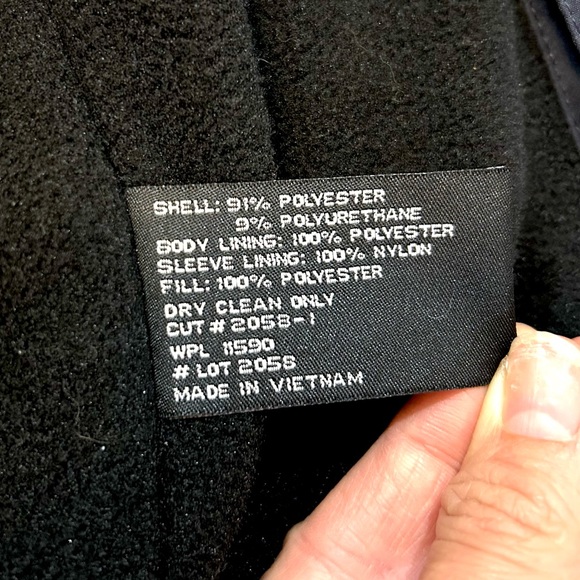 SHELL: 91% POLYESTER
9% POLYURETHANE
BODY LINING: 100% POLYESTER
SLEEVE LINING: 100% NYLON
FILL: 100% POLYESTER
DRY CLEAN ONLY
CUT # 2058-1
WPL 11590
# LOT 2058
MADE IN VIETNAM